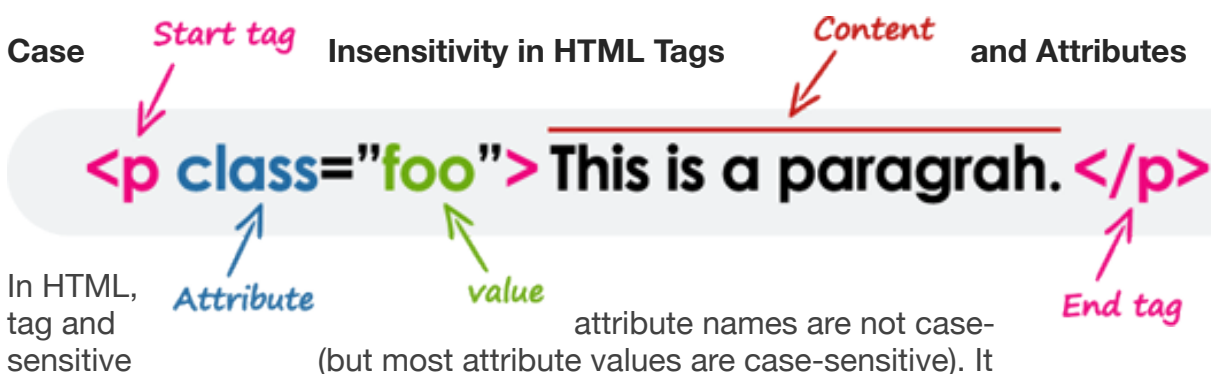 Start tag
Content
Case Insensitivity in HTML Tags and Attributes
<p class=”foo”> This is a paragrah. </p>
Attribute
value
End tag
In HTML,
tag and attribute names are not case-
sensitive (but most attribute values are case-sensitive). It